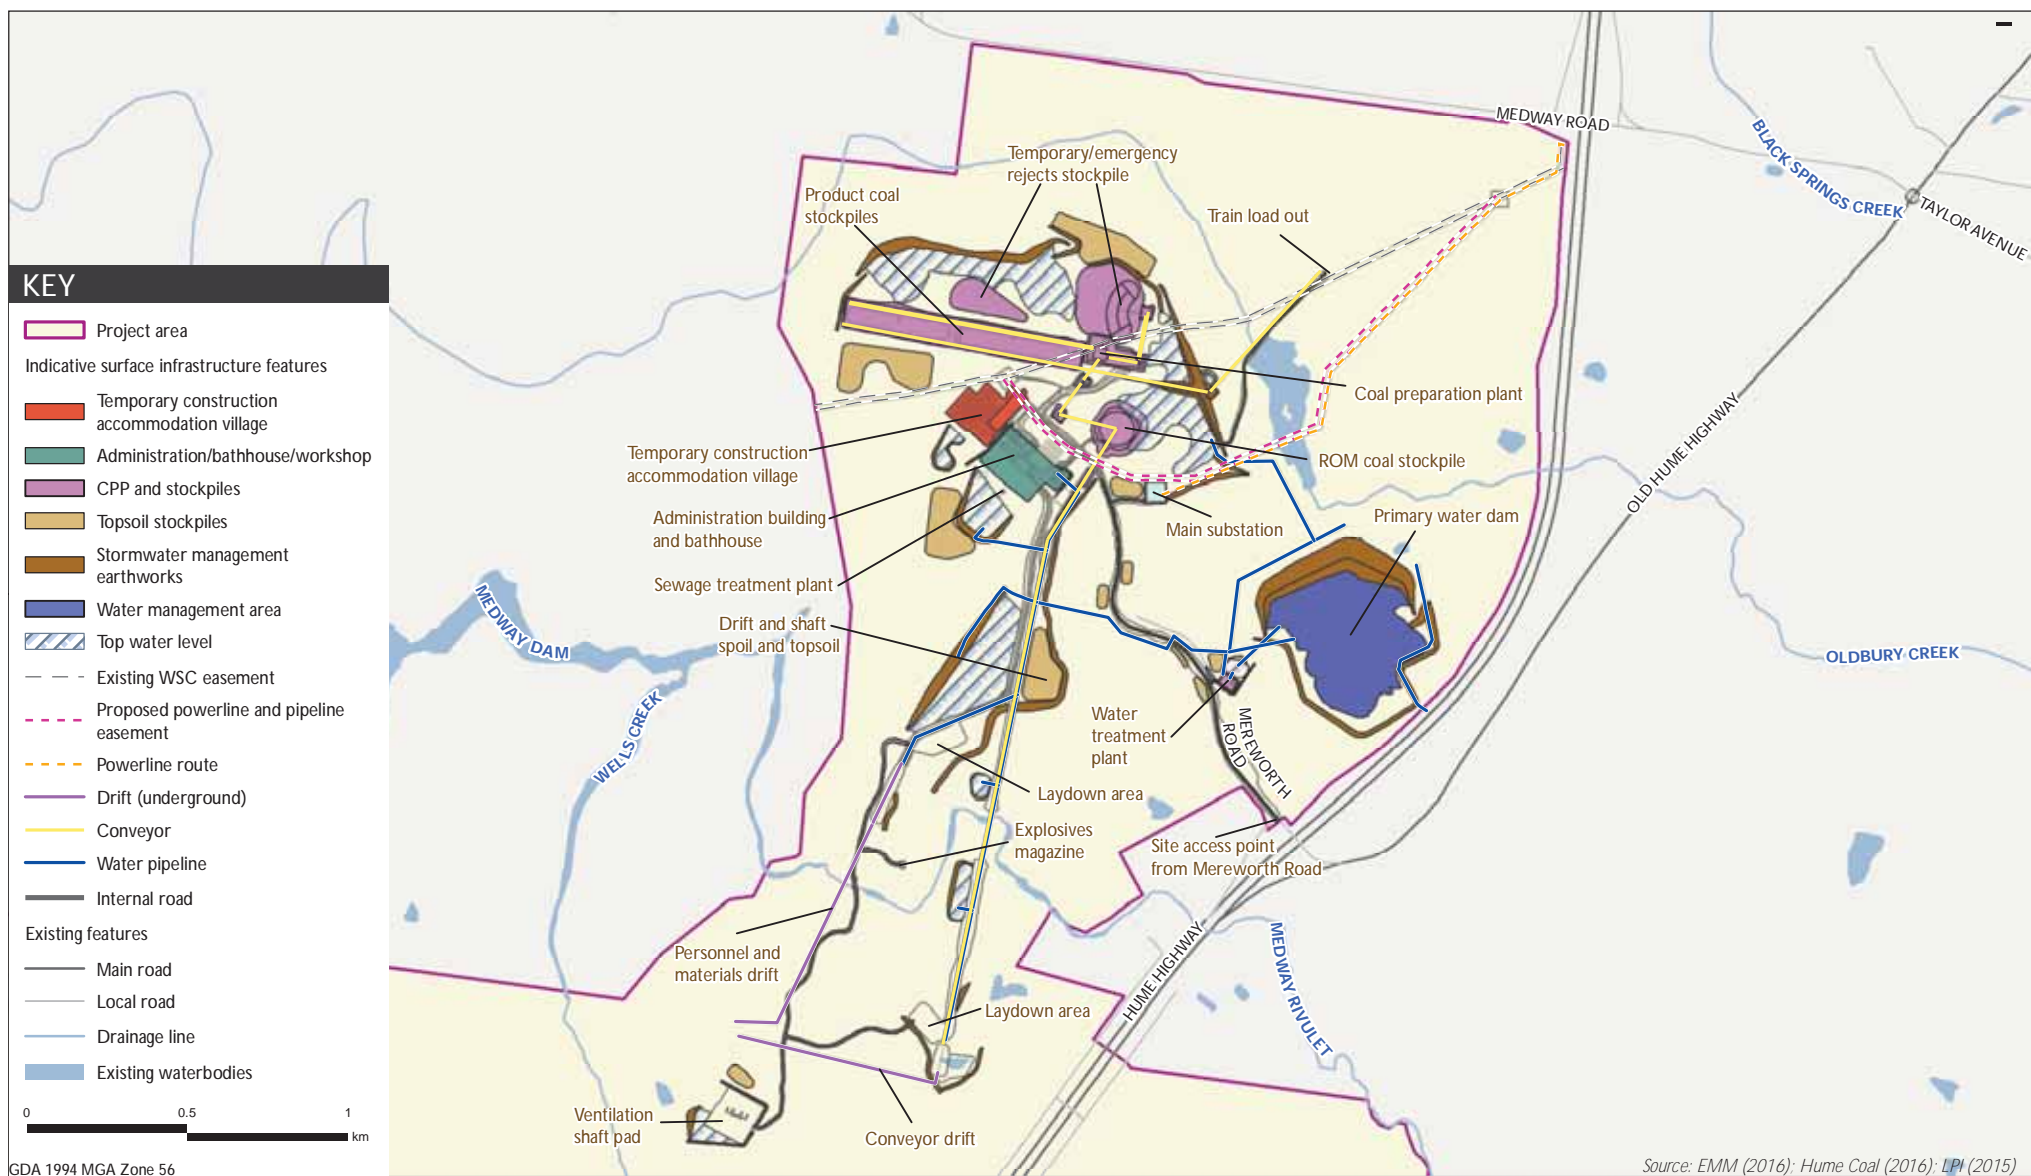 KEY
Project area
Indicative surface infrastructure features
Temporary construction
accommodation village
Administration/bathhouse/workshop
CPP and stockpiles
Topsoil stockpiles
Stormwater management
earthworks
Water management area
Top water level
Existing WSC easement
Proposed powerline and pipeline
easement
Powerline route
Drift (underground)
Conveyor
Water pipeline
Internal road
Existing features
Main road
Local road
Drainage line
Existing waterbodies
0 0.5 1
km
GDA 1994 MGA Zone 56
MEDWAY ROAD
BLACK SPRINGS CREEK
TAYLOR AVENUE
Temporary/emergency
rejects stockpile
Product coal
stockpiles
Train load out
Coal preparation plant
OLD HUME HIGHWAY
Temporary construction
accommodation village
ROM coal stockpile
Administration building
and bathhouse
Main substation
Primary water dam
Sewage treatment plant
MEDWAY DAM
Drift and shaft
spoil and topsoil
OLDBURY CREEK
WELLS CREEK
Water
treatment
plant
MEREWORTH
ROAD
Laydown area
Explosives
magazine
Site access point
from Mereworth Road
Personnel and
materials drift
HUME HIGHWAY
MEDWAY RIVULET
Laydown area
Ventilation
shaft pad
Conveyor drift
Source: EMM (2016); Hume Coal (2016); LPI (2015)